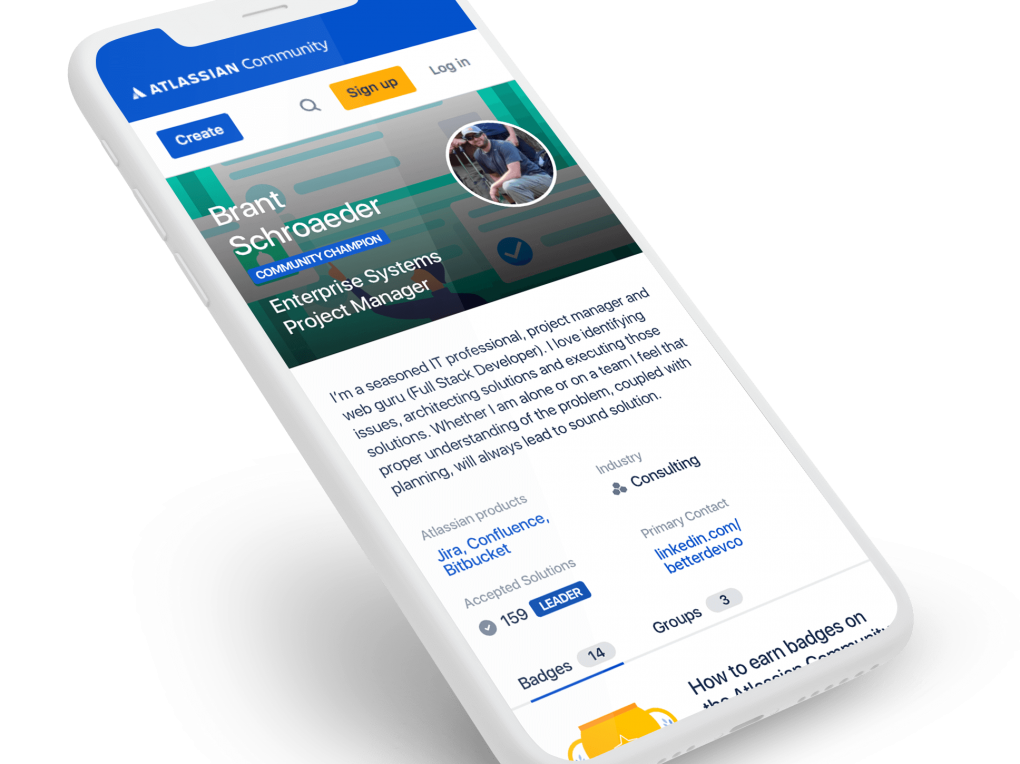 ATLASSIAN Community
Create
Sign up
Log in
Brant
Schroaeder
COMMUNITY CHAMPION
Enterprise Systems
Project Manager
I'm a seasoned IT professional, project manager and
web guru (Full Stack Developer). I love identifying
issues, architecting solutions and executing those
solutions. Whether I am alone or on a team I feel that
proper understanding of the problem, coupled with
planning, will always lead to sound solution.
Atlassian products
Jira, Confluence,
Bitbucket
Industry
Consulting
Accepted Solutions
159 LEADER
Primary Contact
linkedin.com/
betterdevco
Badges 14
Groups 3
How to earn badges on
the Atlassian Community